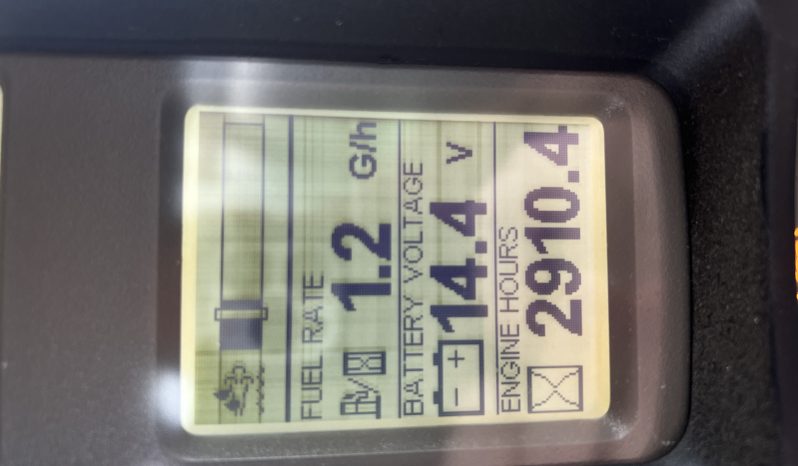 FUEL RATE
1.2 G/h
BATTERY VOLTAGE
- + 14.4 V
ENGINE HOURS
2910.4